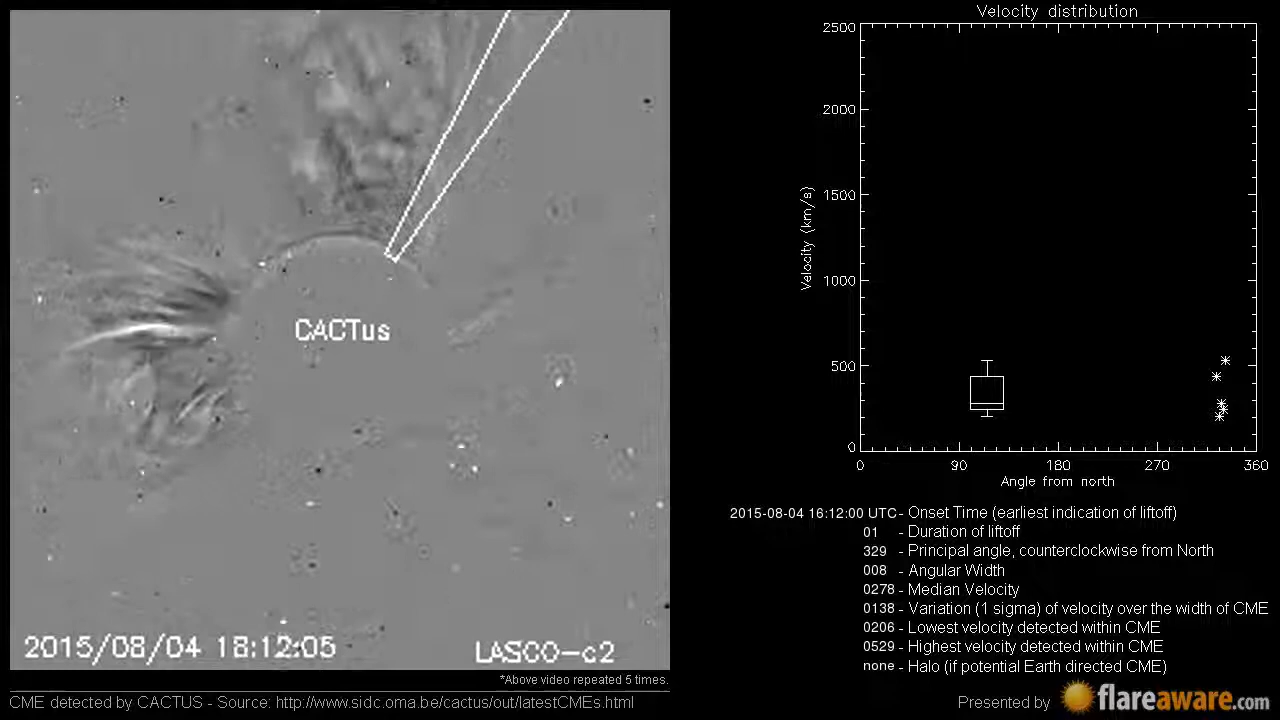 CACTus
2015/08/04 18:12:05
LASCO-c2
*Above video repeated 5 times.
CME detected by CACTUS - Source: http://www.sidc.oma.be/cactus/out/latestCMEs.html
Velocity distribution
Velocity (km/s)
2500
2000
1500
1000
500
0
0 90 180 270 360
Angle from north
2015-08-04 16:12:00 UTC - Onset Time (earliest indication of liftoff)
01 - Duration of liftoff
329 - Principal angle, counterclockwise from North
008 - Angular Width
0278 - Median Velocity
0138 - Variation (1 sigma) of velocity over the width of CME
0206 - Lowest velocity detected within CME
0529 - Highest velocity detected within CME
none - Halo (if potential Earth directed CME)
Presented by flareaware.com